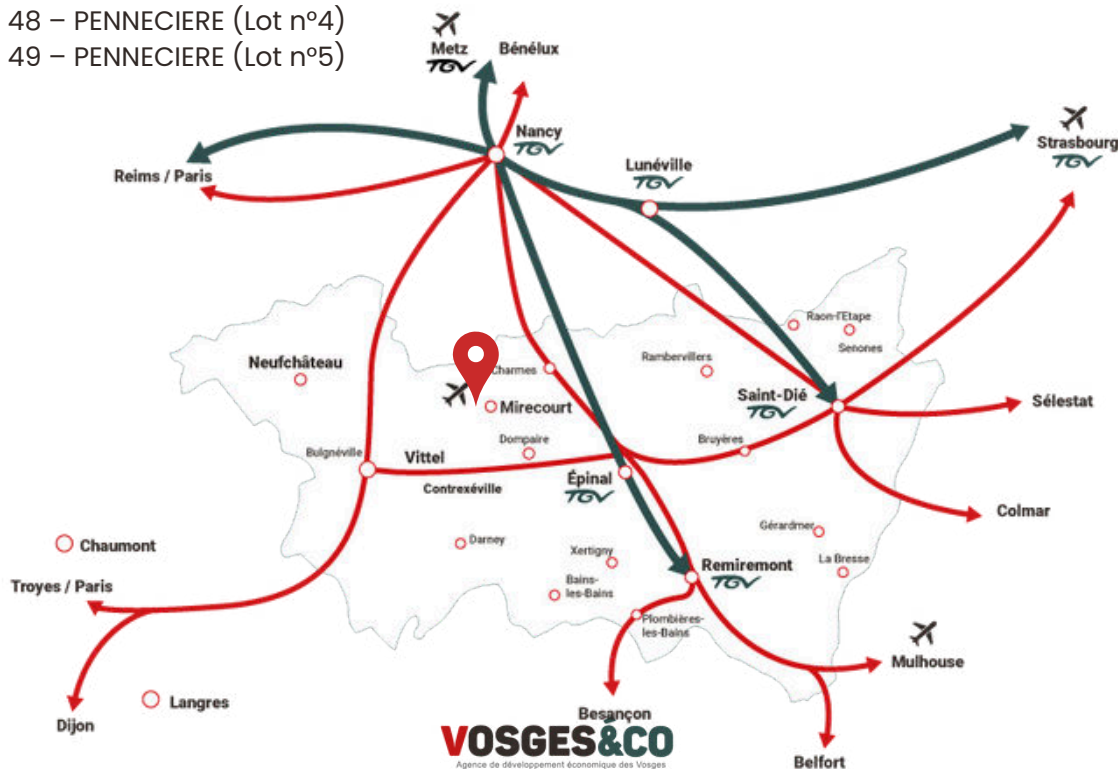 48 – PENNECIERE (Lot n°4)
49 – PENNECIERE (Lot n°5)
Metz
TGV
Bénélux
Nancy
TGV
Strasbourg
TGV
Lunéville
TGV
Reims / Paris
Raon-l'Etape
Senones
Neufchâteau
Charmes
Rambervillers
Mirecourt
Saint-Dié
TGV
Sélestat
Bulgnéville
Vittel
Dompaire
Bruyères
Contrexéville
Épinal
TGV
Colmar
Gérardmer
Chaumont
Darney
Xertigny
La Bresse
Troyes / Paris
Bains-
les-Bains
Remiremont
TGV
Plombières-
les-Bains
Mulhouse
Langres
Dijon
Besançon
Belfort
VOSGES&CO
Agence de développement économique des Vosges